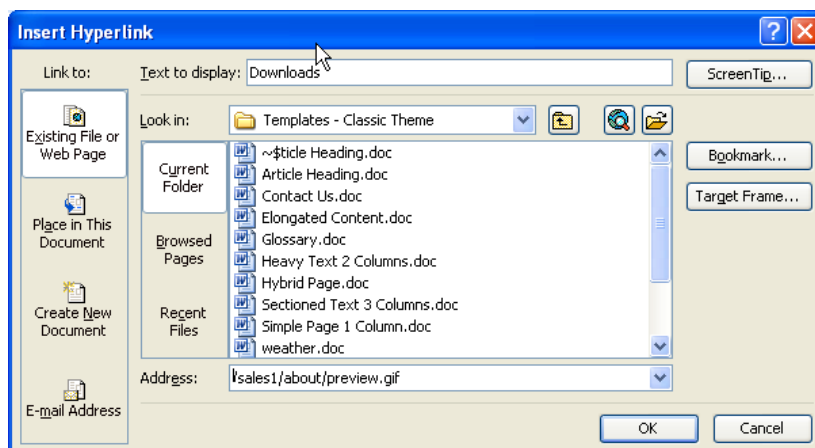 Insert Hyperlink
Link to:
Text to display: Downloads
ScreenTip...
Existing File or
Web Page
Look in: Templates - Classic Theme
Current
Folder
~$ticle Heading.doc
Article Heading.doc
Contact Us.doc
Elongated Content.doc
Glossary.doc
Heavy Text 2 Columns.doc
Hybrid Page.doc
Sectioned Text 3 Columns.doc
Simple Page 1 Column.doc
weather.doc
Bookmark...
Target Frame...
Place in This
Document
Browsed
Pages
Create New
Document
Recent
Files
Address: /sales1/about/preview.gif
E-mail Address
OK
Cancel